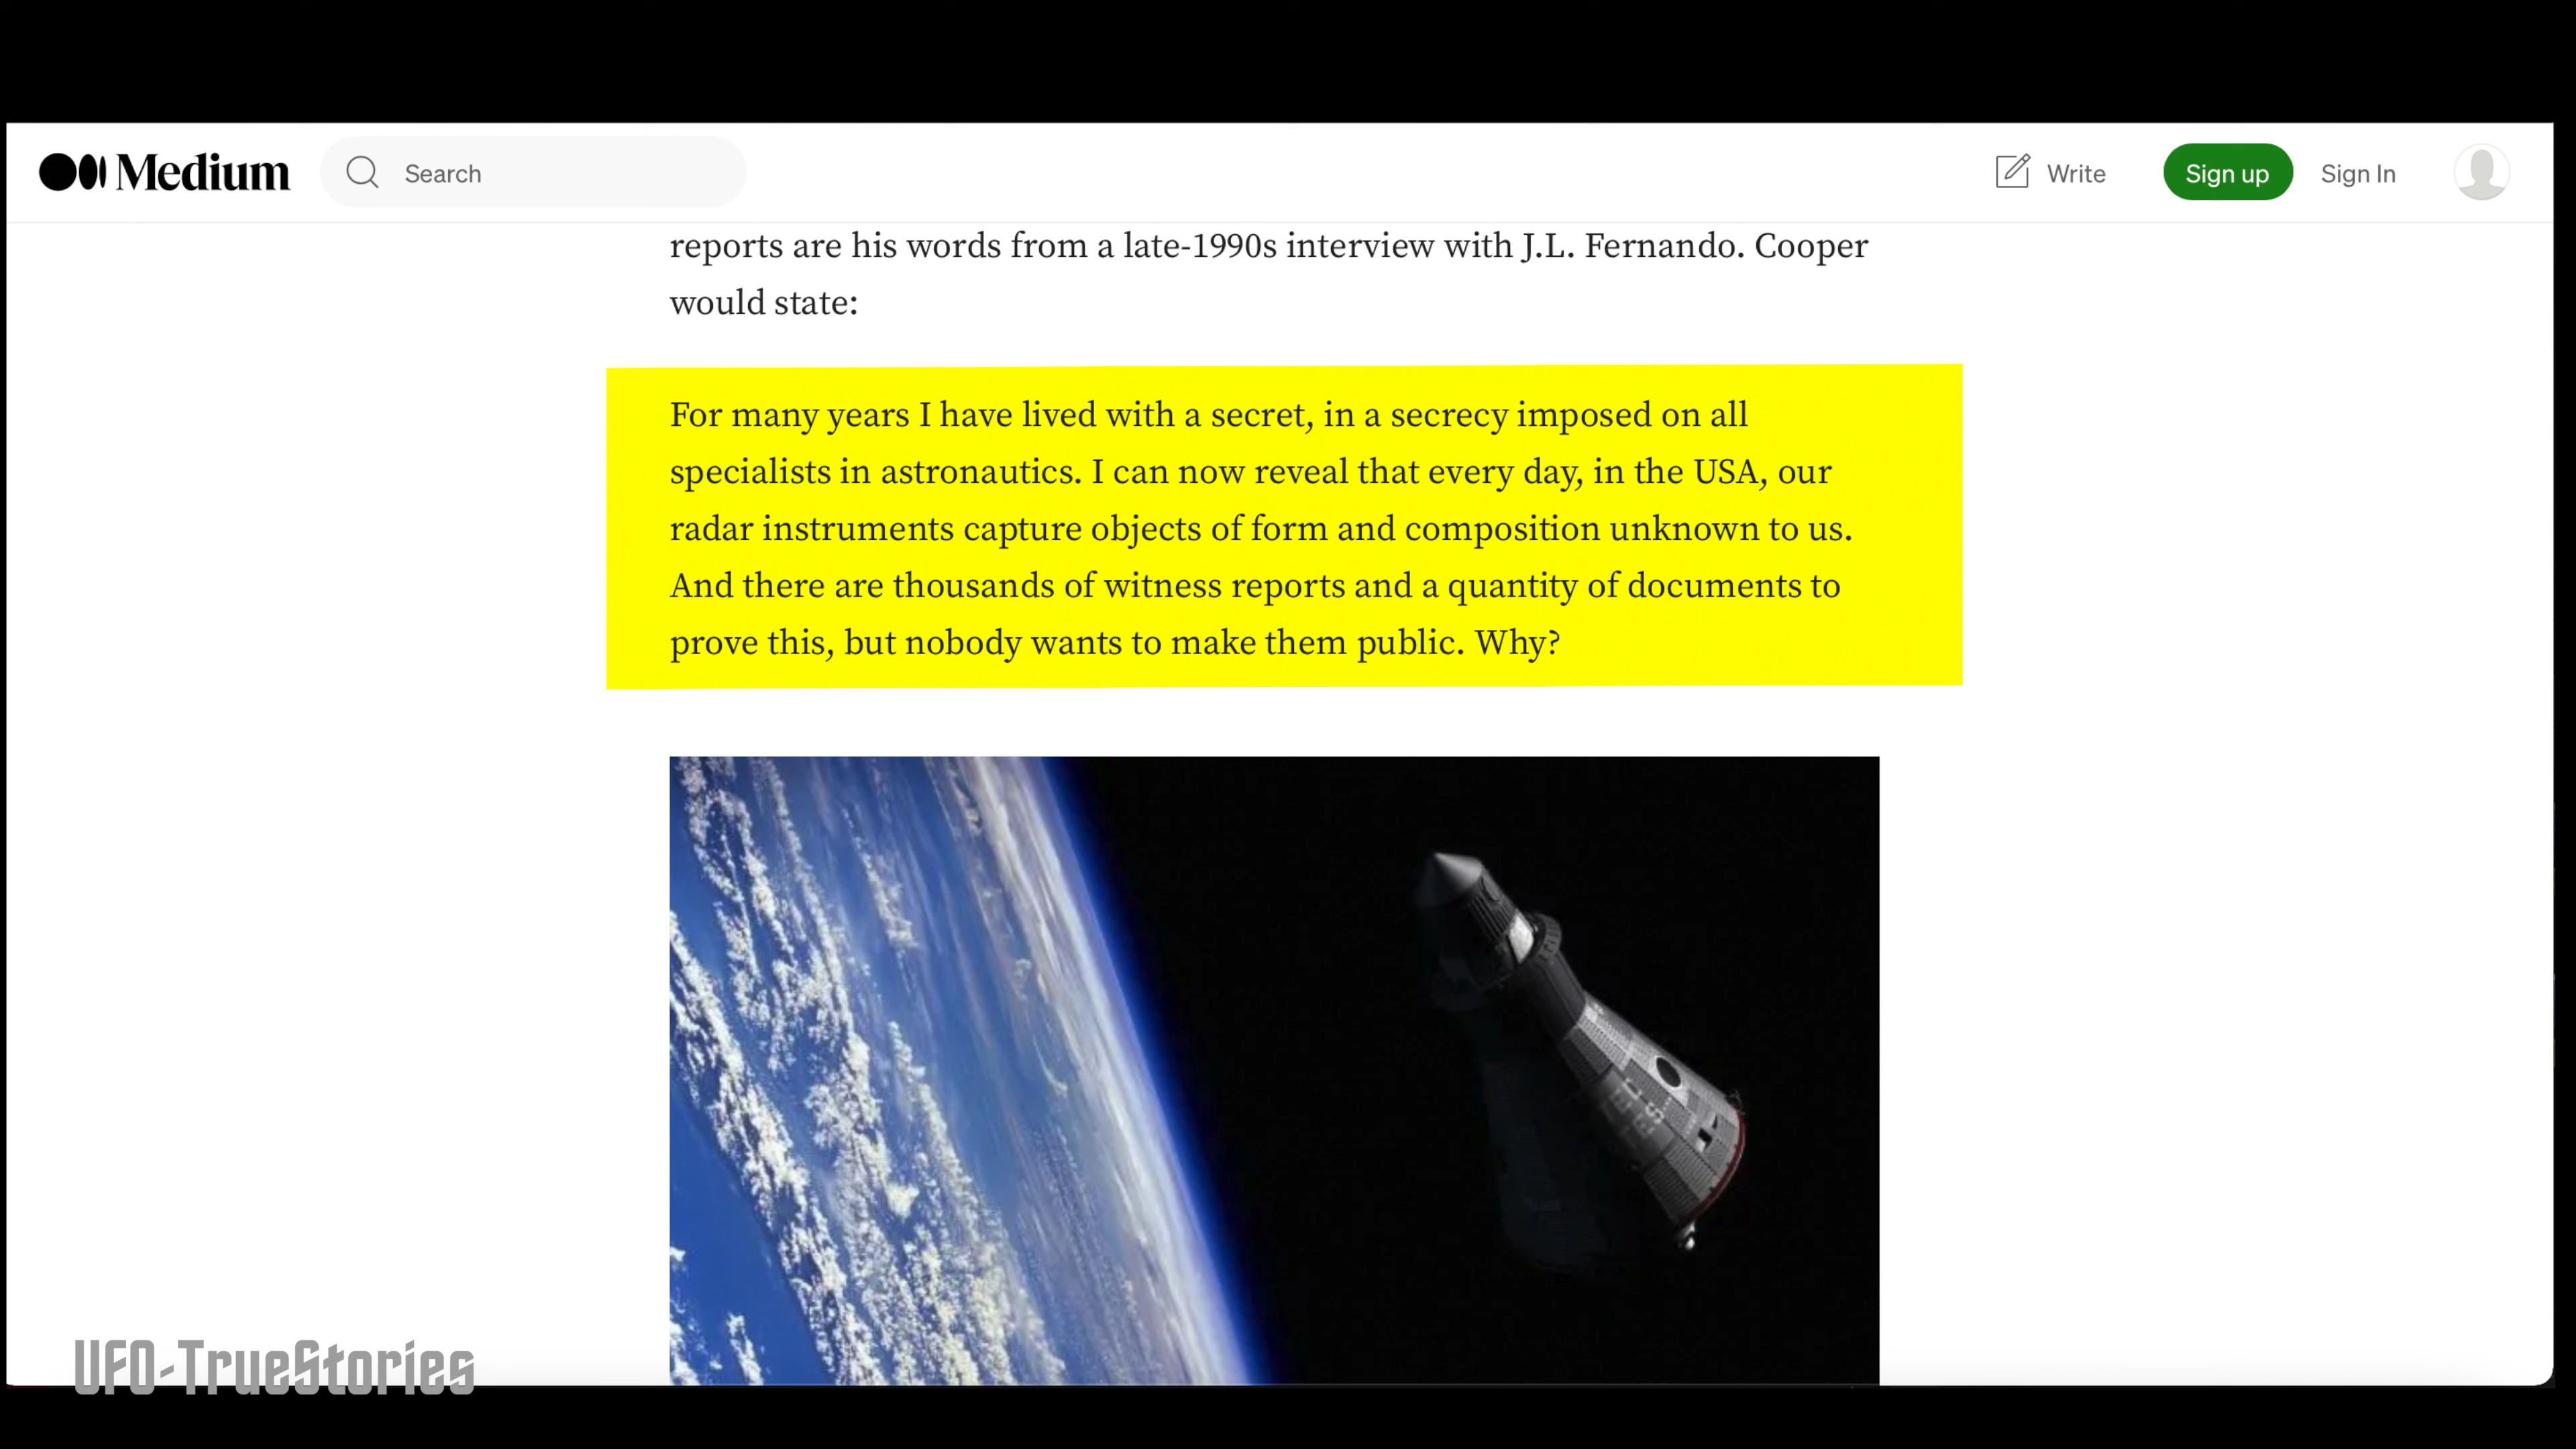 Medium
Search
Write
Sign up
Sign In
reports are his words from a late-1990s interview with J.L. Fernando. Cooper
would state:
For many years I have lived with a secret, in a secrecy imposed on all
specialists in astronautics. I can now reveal that every day, in the USA, our
radar instruments capture objects of form and composition unknown to us.
And there are thousands of witness reports and a quantity of documents to
prove this, but nobody wants to make them public. Why?
UFO-TrueStories